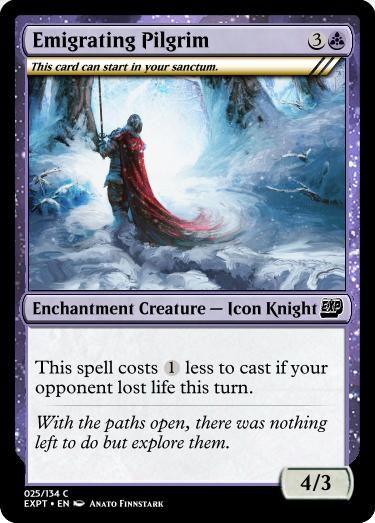 Emigrating Pilgrim 3
This card can start in your sanctum.
Enchantment Creature — Icon Knight EXP
This spell costs 1 less to cast if your
opponent lost life this turn.
With the paths open, there was nothing
left to do but explore them.
4/3
025/134 C
EXPT • EN Anato Finnstark